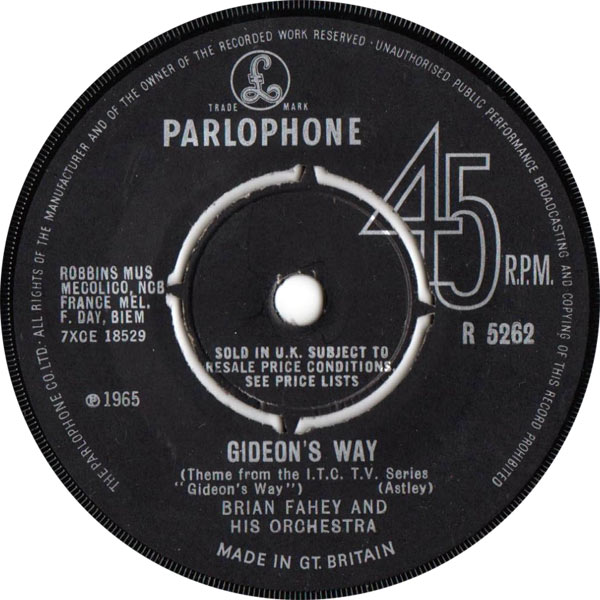 THE PARLOPHONE CO. LTD. · ALL RIGHTS OF THE MANUFACTURER AND OF THE OWNER OF THE RECORDED WORK RESERVED · UNAUTHORISED PUBLIC PERFORMANCE BROADCASTING AND COPYING OF THIS RECORD PROHIBITED
£
TRADE MARK
PARLOPHONE
45
R.P.M.
ROBBINS MUS
MECOLICO, NCB
FRANCE MEL.
F. DAY, BIEM
7XCE 18529
R 5262
SOLD IN U.K. SUBJECT TO
RESALE PRICE CONDITIONS,
SEE PRICE LISTS
℗ 1965
GIDEON'S WAY
(Theme from the I.T.C. T.V. Series
"Gideon's Way") (Astley)
BRIAN FAHEY AND
HIS ORCHESTRA
MADE IN GT. BRITAIN